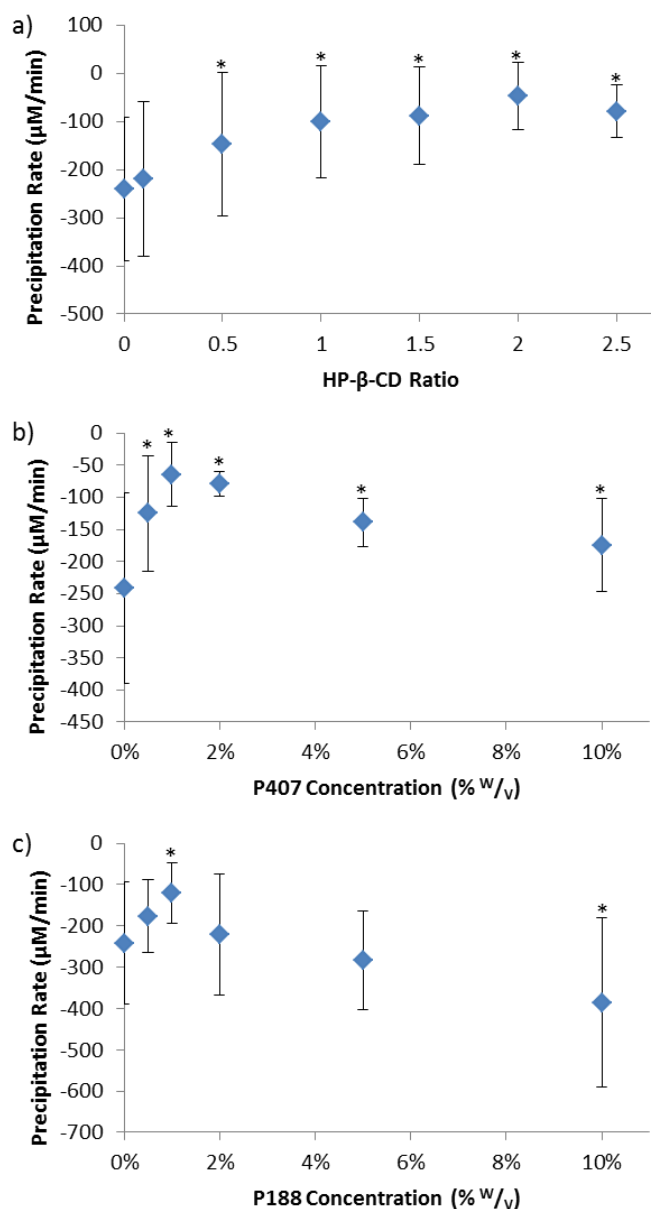 a)
100
0
-100
-200
-300
-400
-500
Precipitation Rate (µM/min)
* * * * *
0 0.5 1 1.5 2 2.5
HP-β-CD Ratio
b)
0
-50
-100
-150
-200
-250
-300
-350
-400
-450
Precipitation Rate (µM/min)
* * * * *
0% 2% 4% 6% 8% 10%
P407 Concentration (% W/V)
c)
0
-100
-200
-300
-400
-500
-600
-700
Precipitation Rate (µM/min)
* *
0% 2% 4% 6% 8% 10%
P188 Concentration (% W/V)